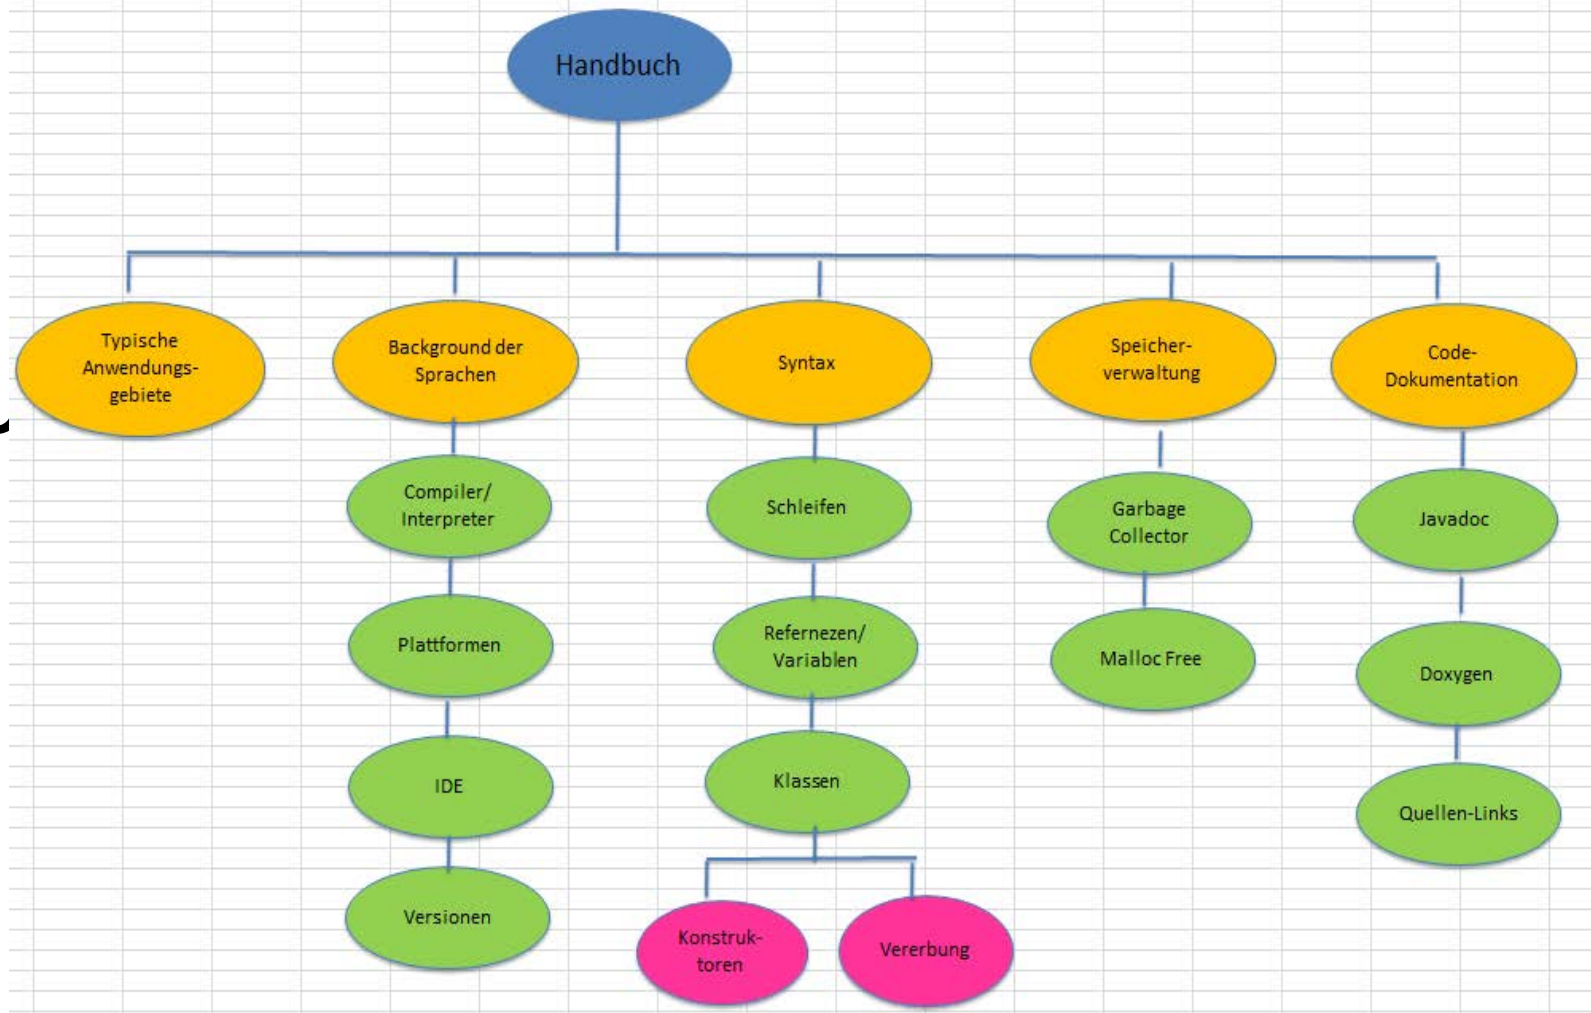 Handbuch
Typische
Anwendungs-
gebiete
Background der
Sprachen
Syntax
Speicher-
verwaltung
Code-
Dokumentation
Compiler/
Interpreter
Schleifen
Garbage
Collector
Javadoc
Plattformen
Refernezen/
Variablen
Malloc Free
Doxygen
IDE
Klassen
Quellen-Links
Versionen
Konstruk-
toren
Vererbung